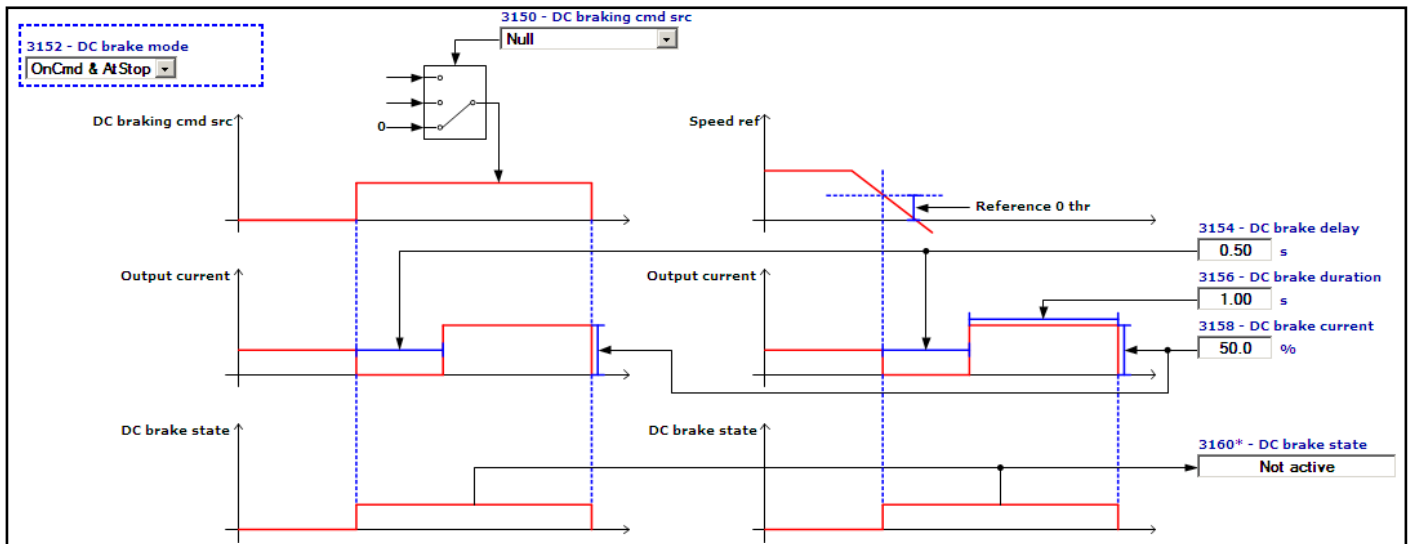 3150 - DC braking cmd src
Null
3152 - DC brake mode
OnCmd & AtStop
DC braking cmd src
0
Speed ref
Reference 0 thr
3154 - DC brake delay
0.50 s
Output current
Output current
3156 - DC brake duration
1.00 s
3158 - DC brake current
50.0 %
DC brake state
DC brake state
3160* - DC brake state
Not active